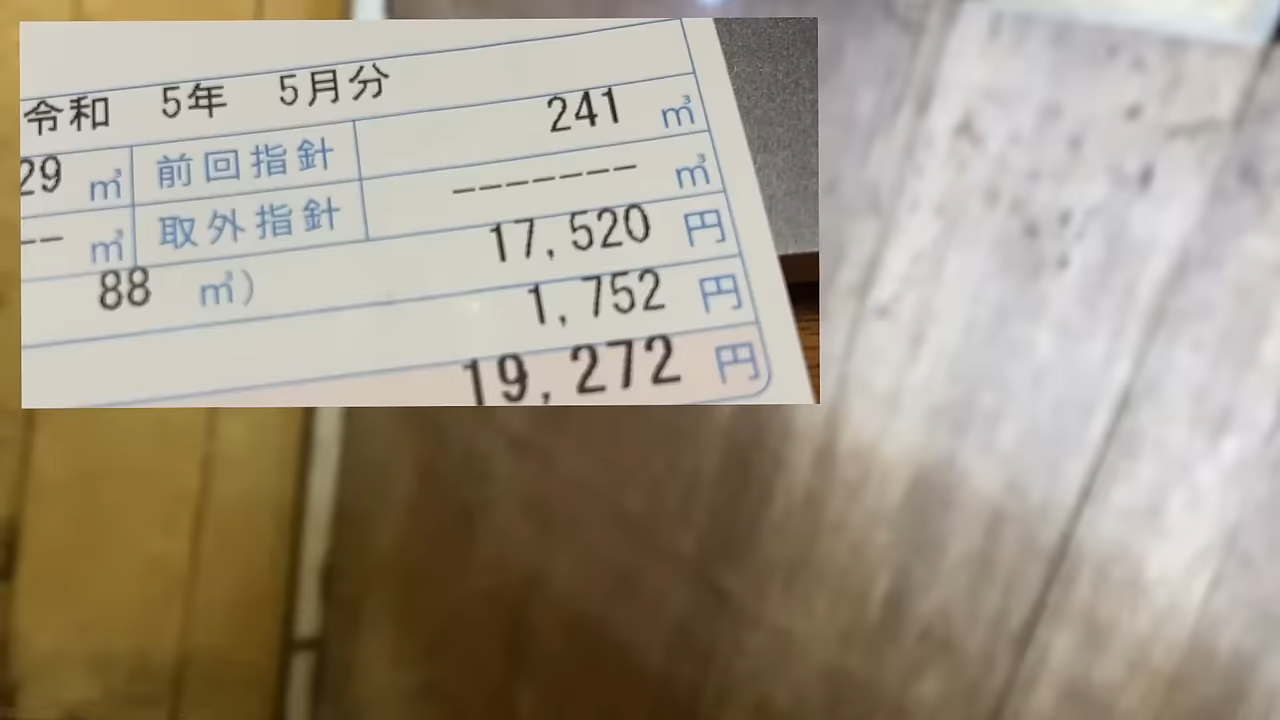 令和 5年 5月分
29 ㎥ 前回指針 241 ㎥
-- ㎥ 取外指針 ------- ㎥
88 ㎥) 17,520 円
1,752 円
19,272 円